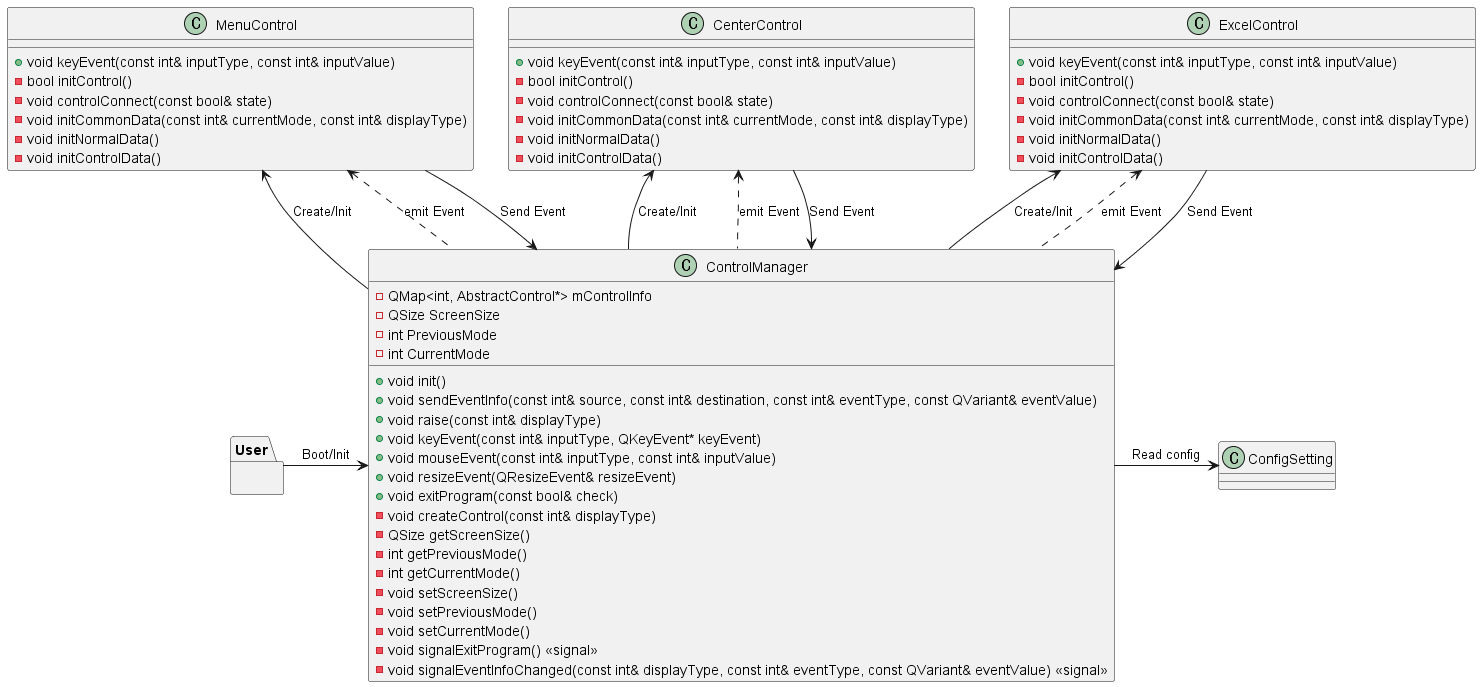 C MenuControl
void keyEvent(const int& inputType, const int& inputValue)
bool initControl()
void controlConnect(const bool& state)
void initCommonData(const int& currentMode, const int& displayType)
void initNormalData()
void initControlData()
C CenterControl
void keyEvent(const int& inputType, const int& inputValue)
bool initControl()
void controlConnect(const bool& state)
void initCommonData(const int& currentMode, const int& displayType)
void initNormalData()
void initControlData()
C ExcelControl
void keyEvent(const int& inputType, const int& inputValue)
bool initControl()
void controlConnect(const bool& state)
void initCommonData(const int& currentMode, const int& displayType)
void initNormalData()
void initControlData()
Create/Init
emit Event
Send Event
Create/Init
emit Event
Send Event
Create/Init
emit Event
Send Event
C ControlManager
QMap<int, AbstractControl*> mControlInfo
QSize ScreenSize
int PreviousMode
int CurrentMode
void init()
void sendEventInfo(const int& source, const int& destination, const int& eventType, const QVariant& eventValue)
void raise(const int& displayType)
void keyEvent(const int& inputType, QKeyEvent* keyEvent)
void mouseEvent(const int& inputType, const int& inputValue)
void resizeEvent(QResizeEvent& resizeEvent)
void exitProgram(const bool& check)
void createControl(const int& displayType)
QSize getScreenSize()
int getPreviousMode()
int getCurrentMode()
void setScreenSize()
void setPreviousMode()
void setCurrentMode()
void signalExitProgram() «signal»
void signalEventInfoChanged(const int& displayType, const int& eventType, const QVariant& eventValue) «signal»
User
Boot/Init
Read config
C ConfigSetting